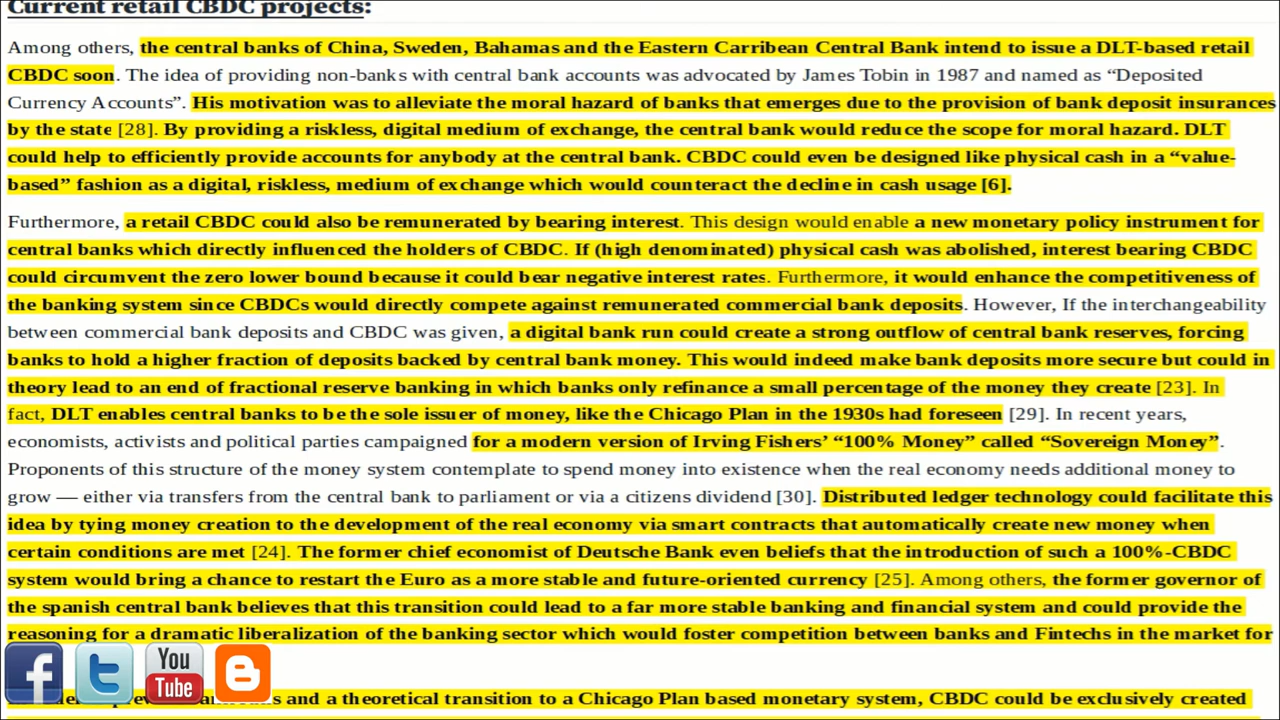 Current retail CBDC projects:
Among others, the central banks of China, Sweden, Bahamas and the Eastern Carribean Central Bank intend to issue a DLT-based retail
CBDC soon. The idea of providing non-banks with central bank accounts was advocated by James Tobin in 1987 and named as “Deposited
Currency Accounts”. His motivation was to alleviate the moral hazard of banks that emerges due to the provision of bank deposit insurances
by the state [28]. By providing a riskless, digital medium of exchange, the central bank would reduce the scope for moral hazard. DLT
could help to efficiently provide accounts for anybody at the central bank. CBDC could even be designed like physical cash in a “value-
based” fashion as a digital, riskless, medium of exchange which would counteract the decline in cash usage [6].
Furthermore, a retail CBDC could also be remunerated by bearing interest. This design would enable a new monetary policy instrument for
central banks which directly influenced the holders of CBDC. If (high denominated) physical cash was abolished, interest bearing CBDC
could circumvent the zero lower bound because it could bear negative interest rates. Furthermore, it would enhance the competitiveness of
the banking system since CBDCs would directly compete against remunerated commercial bank deposits. However, If the interchangeability
between commercial bank deposits and CBDC was given, a digital bank run could create a strong outflow of central bank reserves, forcing
banks to hold a higher fraction of deposits backed by central bank money. This would indeed make bank deposits more secure but could in
theory lead to an end of fractional reserve banking in which banks only refinance a small percentage of the money they create [23]. In
fact, DLT enables central banks to be the sole issuer of money, like the Chicago Plan in the 1930s had foreseen [29]. In recent years,
economists, activists and political parties campaigned for a modern version of Irving Fishers’ “100% Money” called “Sovereign Money”.
Proponents of this structure of the money system contemplate to spend money into existence when the real economy needs additional money to
grow — either via transfers from the central bank to parliament or via a citizens dividend [30]. Distributed ledger technology could facilitate this
idea by tying money creation to the development of the real economy via smart contracts that automatically create new money when
certain conditions are met [24]. The former chief economist of Deutsche Bank even beliefs that the introduction of such a 100%-CBDC
system would bring a chance to restart the Euro as a more stable and future-oriented currency [25]. Among others, the former governor of
the spanish central bank believes that this transition could lead to a far more stable banking and financial system and could provide the
reasoning for a dramatic liberalization of the banking sector which would foster competition between banks and Fintechs in the market for
You
Tube
and a theoretical transition to a Chicago Plan based monetary system, CBDC could be exclusively created